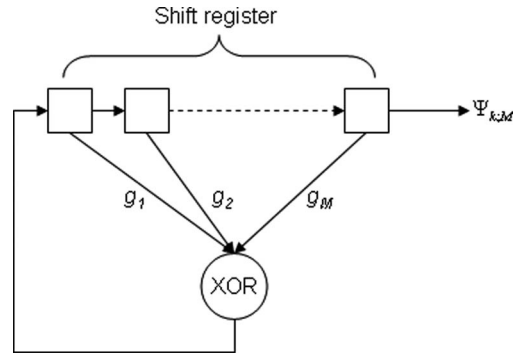 Shift register
Ψk;M
g1
g2
gM
XOR